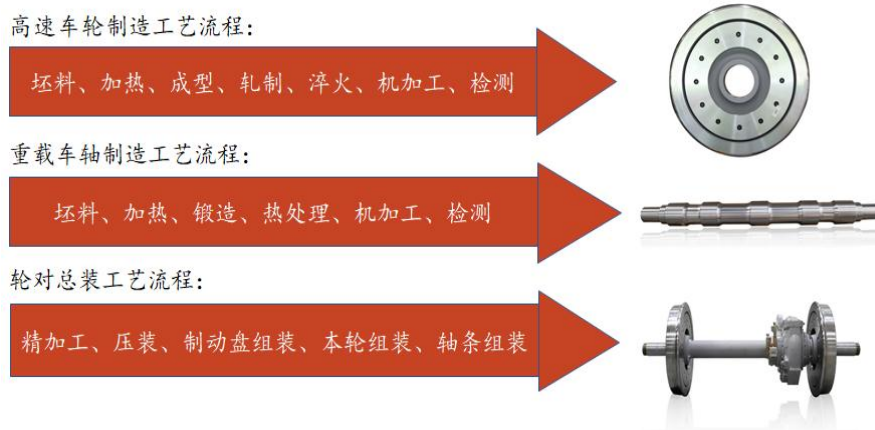 高速车轮制造工艺流程：
坯料、加热、成型、轧制、淬火、机加工、检测
重载车轴制造工艺流程：
坯料、加热、锻造、热处理、机加工、检测
轮对总装工艺流程：
精加工、压装、制动盘组装、本轮组装、轴条组装